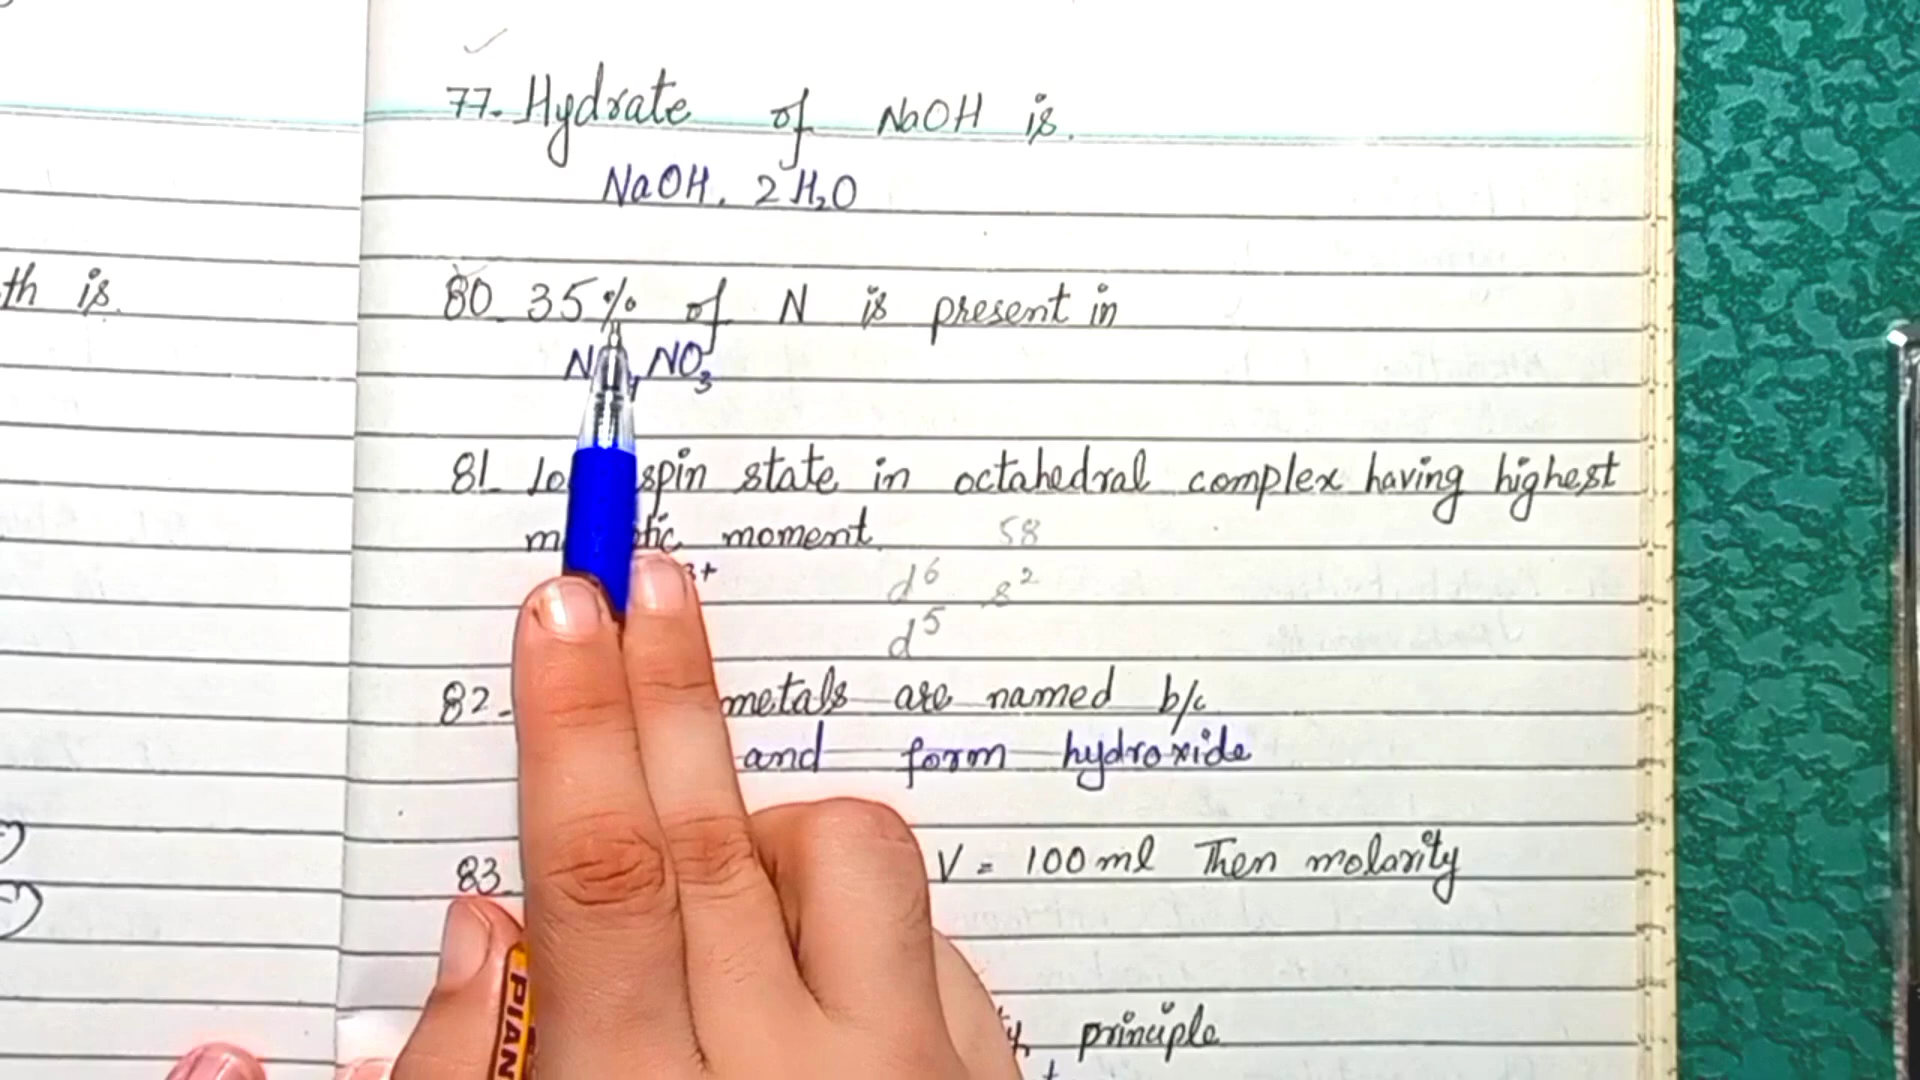 th is.
77. Hydrate of NaOH is.
NaOH. 2H₂O
80. 35% of N is present in
NO₃
81. spin state in octahedral complex having highest
moment. 58
3+ d⁶ s²
d⁵
82. metals are named b/c
and form hydroxide
83. V = 100 ml Then molarity
principle
PIAN